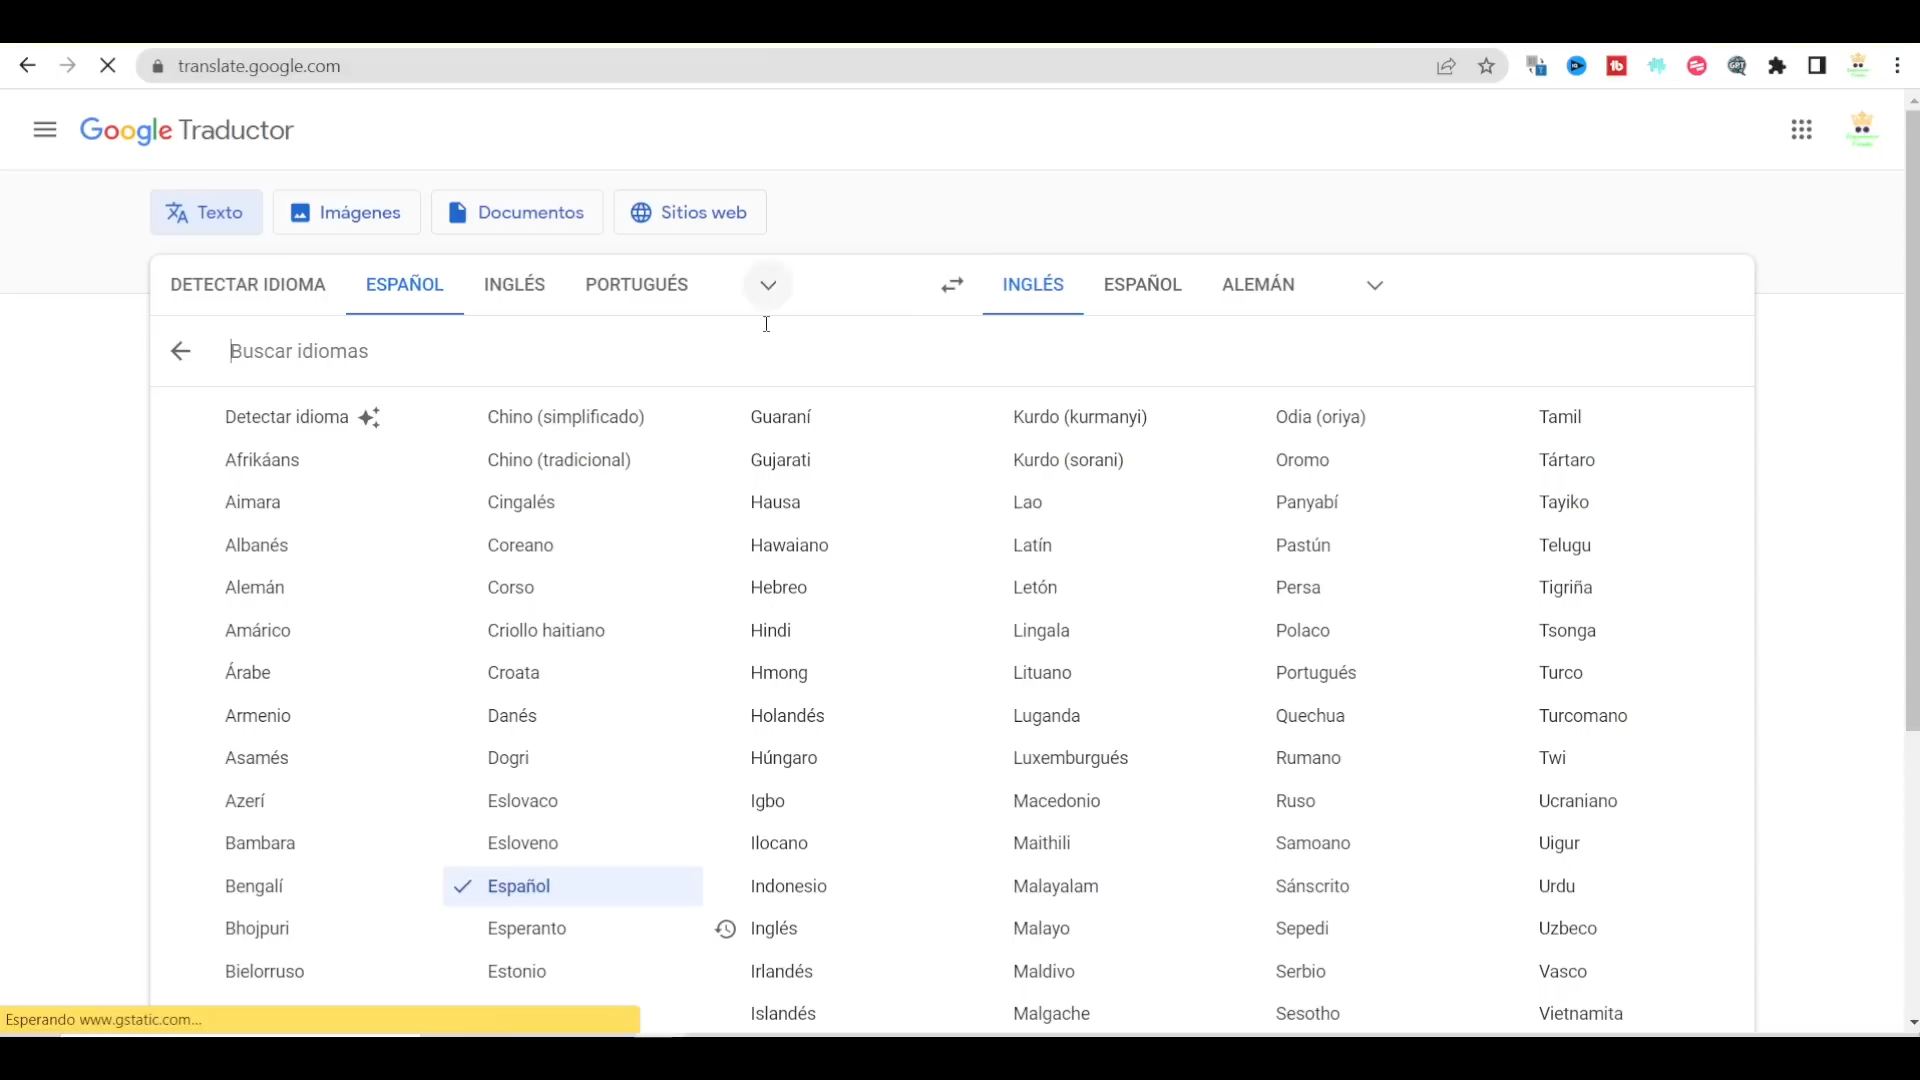 translate.google.com
Google Traductor
Texto
Imágenes
Documentos
Sitios web
DETECTAR IDIOMA
ESPAÑOL
INGLÉS
PORTUGUÉS
INGLÉS
ESPAÑOL
ALEMÁN
Buscar idiomas
Detectar idioma
Afrikáans
Aimara
Albanés
Alemán
Amárico
Árabe
Armenio
Asamés
Azerí
Bambara
Bengalí
Bhojpuri
Bielorruso
Chino (simplificado)
Chino (tradicional)
Cingalés
Coreano
Corso
Criollo haitiano
Croata
Danés
Dogri
Eslovaco
Esloveno
Español
Esperanto
Estonio
Guaraní
Gujarati
Hausa
Hawaiano
Hebreo
Hindi
Hmong
Holandés
Húngaro
Igbo
Ilocano
Indonesio
Inglés
Irlandés
Islandés
Kurdo (kurmanyi)
Kurdo (sorani)
Lao
Latín
Letón
Lingala
Lituano
Luganda
Luxemburgués
Macedonio
Maithili
Malayalam
Malayo
Maldivo
Malgache
Odia (oriya)
Oromo
Panyabí
Pastún
Persa
Polaco
Portugués
Quechua
Rumano
Ruso
Samoano
Sánscrito
Sepedi
Serbio
Sesotho
Tamil
Tártaro
Tayiko
Telugu
Tigriña
Tsonga
Turco
Turcomano
Twi
Ucraniano
Uigur
Urdu
Uzbeco
Vasco
Vietnamita
Esperando www.gstatic.com...